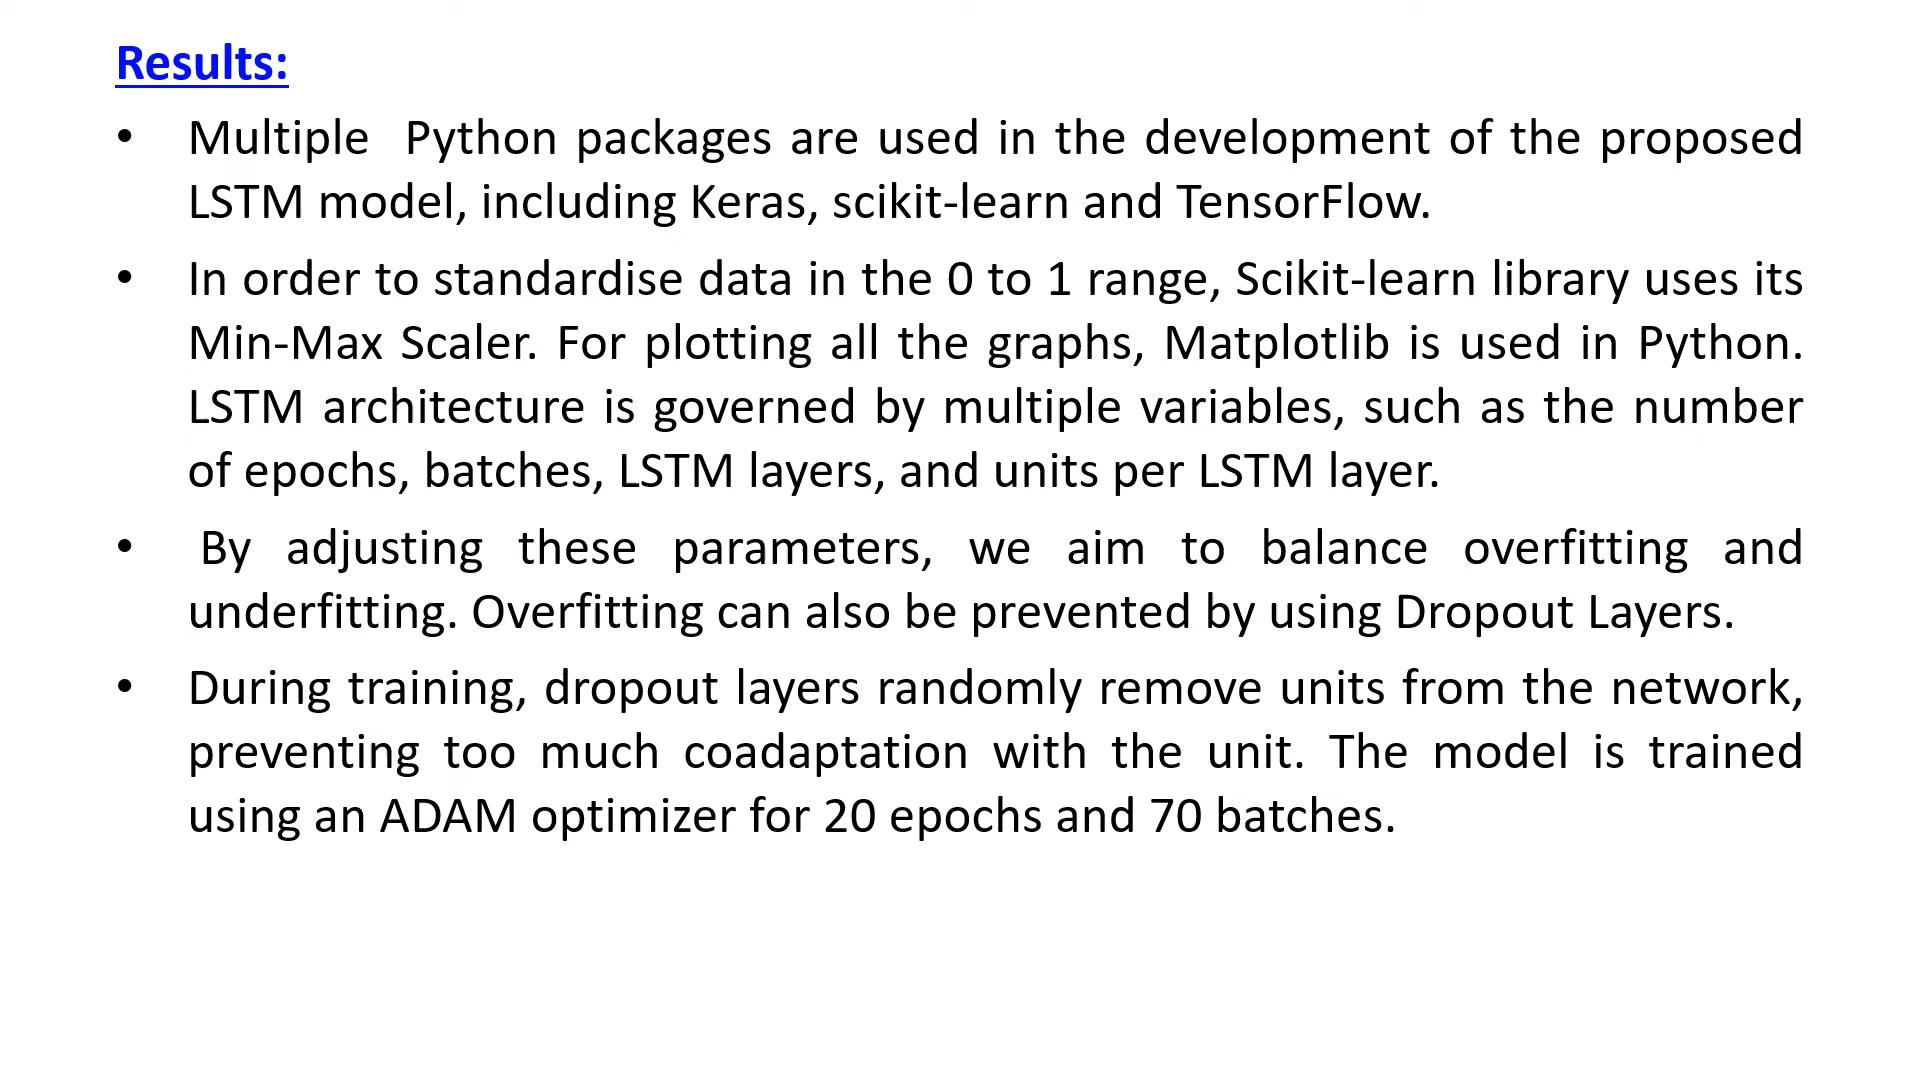 Results:
• Multiple Python packages are used in the development of the proposed
LSTM model, including Keras, scikit-learn and TensorFlow.
• In order to standardise data in the 0 to 1 range, Scikit-learn library uses its
Min-Max Scaler. For plotting all the graphs, Matplotlib is used in Python.
LSTM architecture is governed by multiple variables, such as the number
of epochs, batches, LSTM layers, and units per LSTM layer.
• By adjusting these parameters, we aim to balance overfitting and
underfitting. Overfitting can also be prevented by using Dropout Layers.
• During training, dropout layers randomly remove units from the network,
preventing too much coadaptation with the unit. The model is trained
using an ADAM optimizer for 20 epochs and 70 batches.